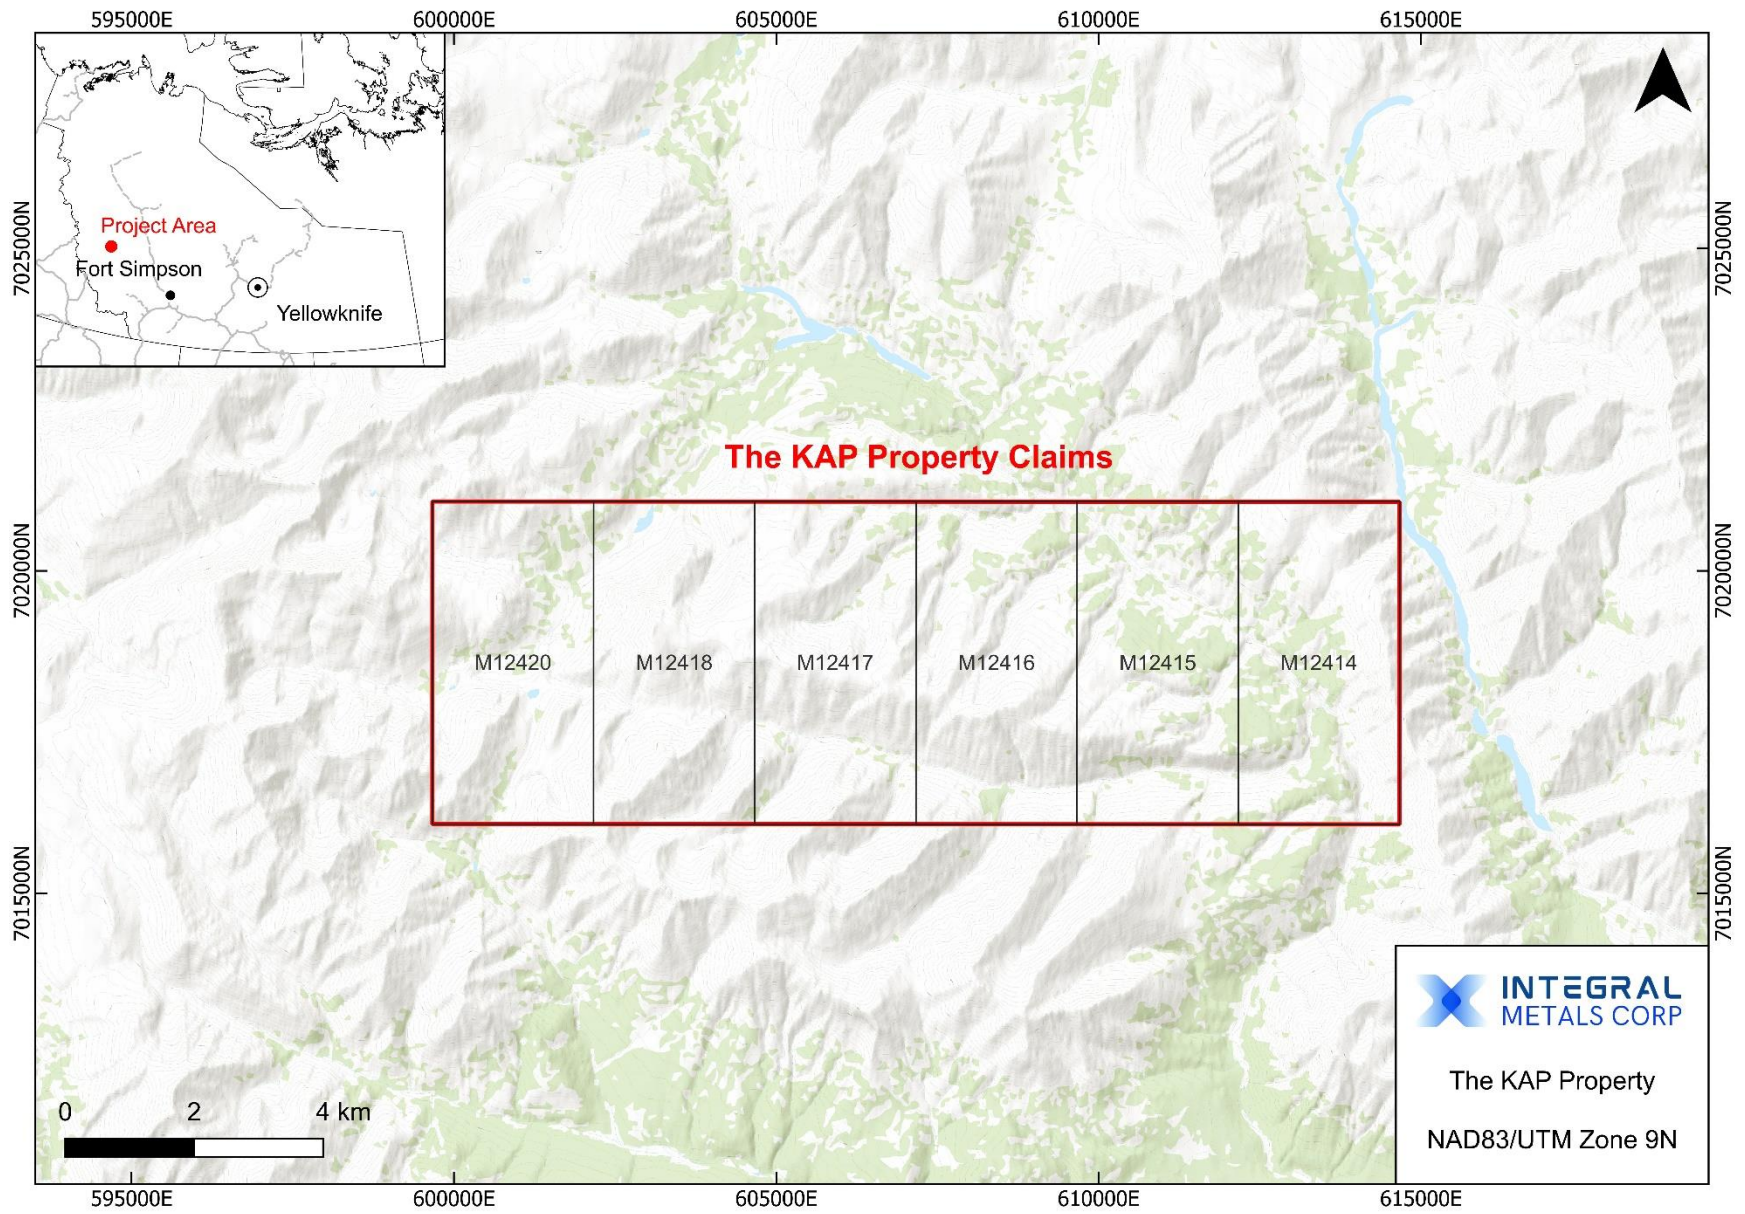 595000E
600000E
605000E
610000E
615000E
7025000N
7025000N
Project Area
Fort Simpson
Yellowknife
The KAP Property Claims
7020000N
7020000N
M12420
M12418
M12417
M12416
M12415
M12414
7015000N
7015000N
INTEGRAL
METALS CORP
The KAP Property
NAD83/UTM Zone 9N
0
2
4 km
595000E
600000E
605000E
610000E
615000E